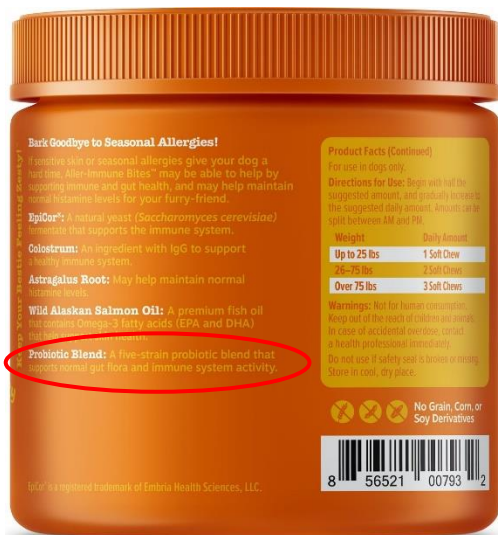 Bark Goodbye to Seasonal Allergies!
If sensitive skin or seasonal allergies give your dog a
hard time, Aller-Immune Bites™ may be able to help by
supporting immune and gut health, and may help maintain
normal histamine levels for your furry-friend.
EpiCor®: A natural yeast (Saccharomyces cerevisiae)
fermentate that supports the immune system.
Colostrum: An ingredient with IgG to support
a healthy immune system.
Astragalus Root: May help maintain normal
histamine levels.
Wild Alaskan Salmon Oil: A premium fish oil
that contains Omega-3 fatty acids (EPA and DHA)
that helps
Probiotic Blend: A five-strain probiotic blend that
supports normal gut flora and immune system activity.
EpiCor® is a registered trademark of Embria Health Sciences, LLC.
Keep Your Bestie Feeling Zesty!
Product Facts (Continued)
For use in dogs only.
Directions for Use: Begin with half the
suggested amount, and gradually increase to
the suggested daily amount. Amounts can be
split between AM and PM.
Weight Daily Amount
Up to 25 lbs 1 Soft Chew
26-75 lbs 2 Soft Chews
Over 75 lbs 3 Soft Chews
Warnings: Not for human consumption.
Keep out of the reach of children and animals.
In case of accidental overdose, contact
a health professional immediately.
Do not use if safety seal is broken or missing.
Store in cool, dry place.
No Grain, Corn, or
Soy Derivatives
8 56521 00793 2